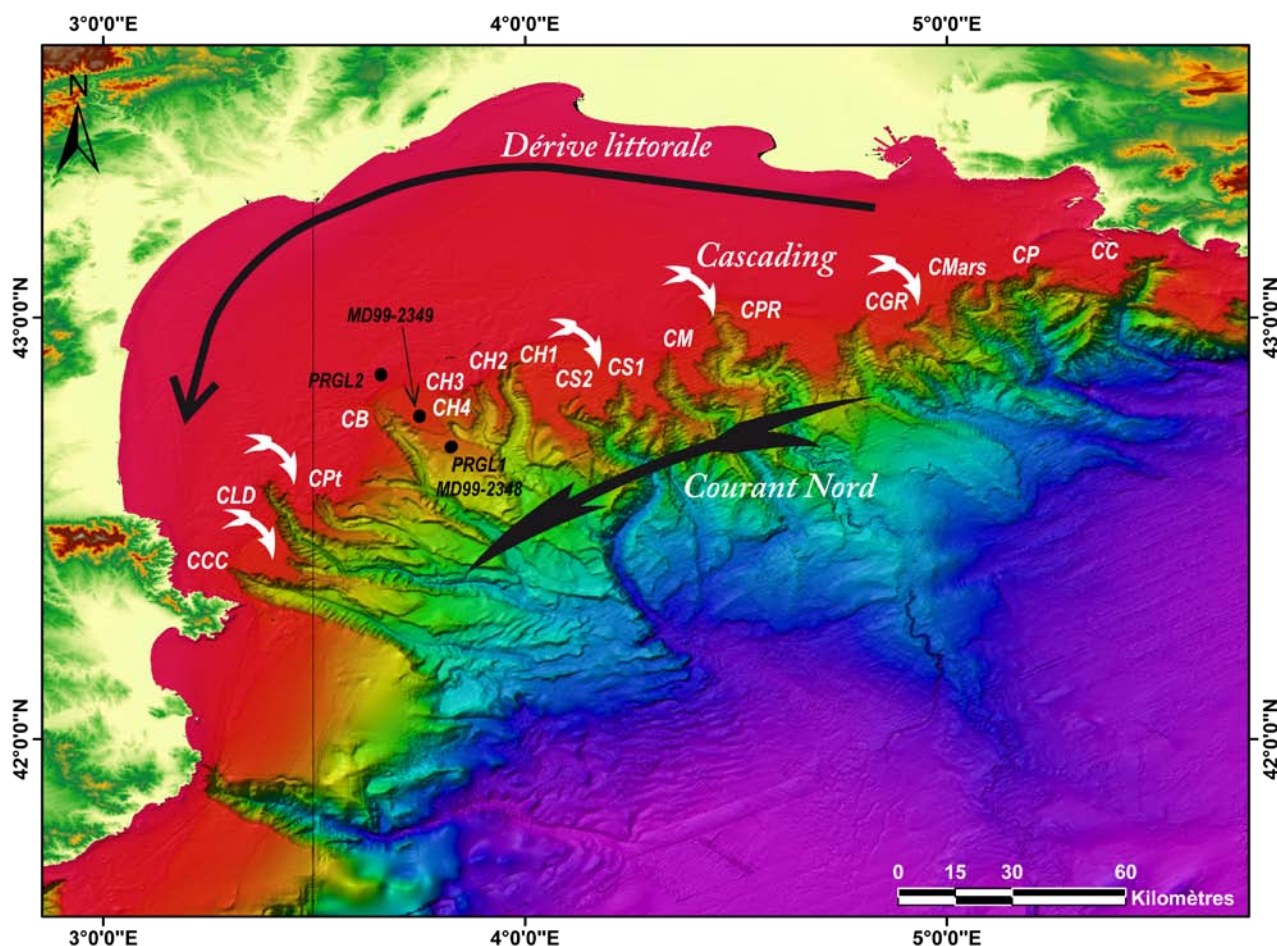 3°0'0"E
4°0'0"E
5°0'0"E
N
Dérive littorale
Cascading
CMars
CP
CC
43°0'0"N
43°0'0"N
CGR
CPR
MD99-2349
CM
CH2
CH1
CH3
CS1
CS2
PRGL2
CH4
CB
PRGL1
MD99-2348
CPt
Courant Nord
CLD
CCC
42°0'0"N
42°0'0"N
0 15 30 60
Kilomètres
3°0'0"E
4°0'0"E
5°0'0"E